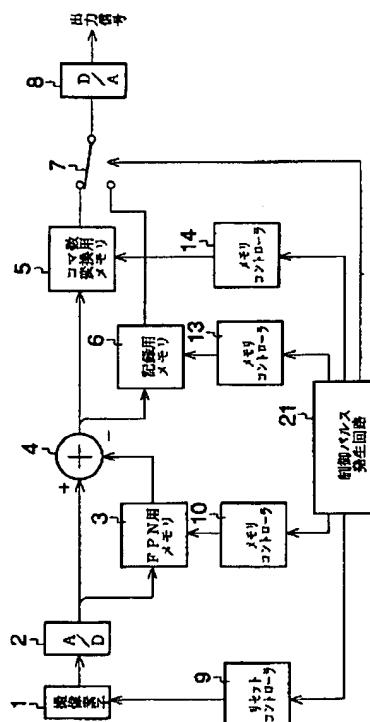 1
撮像素子
2
A/D
+
4
−
3
FPN用
メモリ
5
コマ数
変換用
メモリ
6
記録用
メモリ
7
8
D/A
出力
信号
9
リセット
コントローラ
10
メモリ
コントローラ
13
メモリ
コントローラ
14
メモリ
コントローラ
21
制御パルス
発生回路